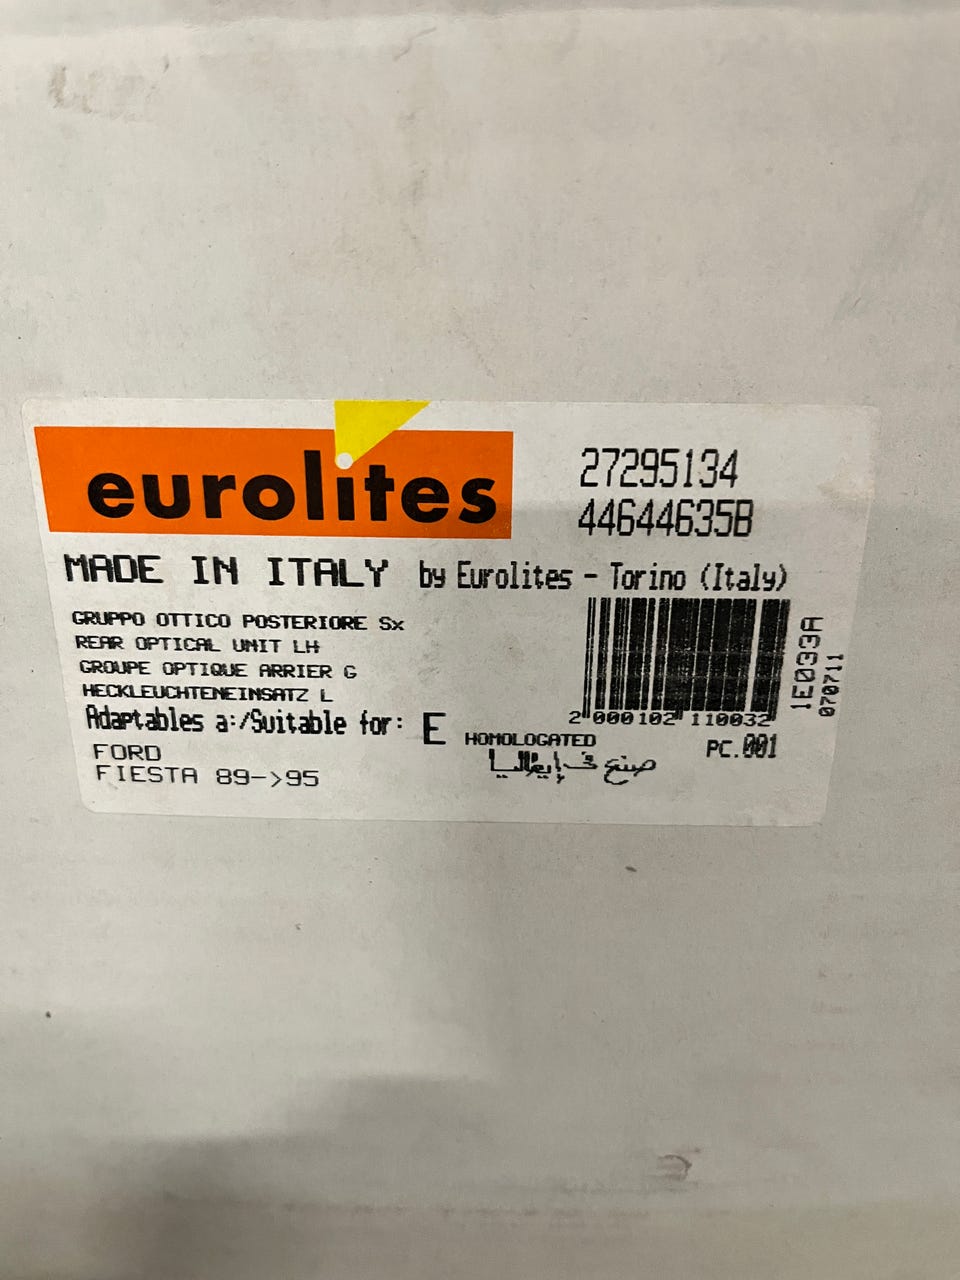 eurolites
27295134
44644635B
MADE IN ITALY by Eurolites - Torino (Italy)
GRUPPO OTTICO POSTERIORE Sx
REAR OPTICAL UNIT LH
GROUPE OPTIQUE ARRIER G
HECKLEUCHTENEINSATZ L
Adaptables a:/Suitable for:
FORD
FIESTA 89->95
E HOMOLOGATED
صنع في إيطاليا
2 000102 110032
PC.001
1E033A
070711